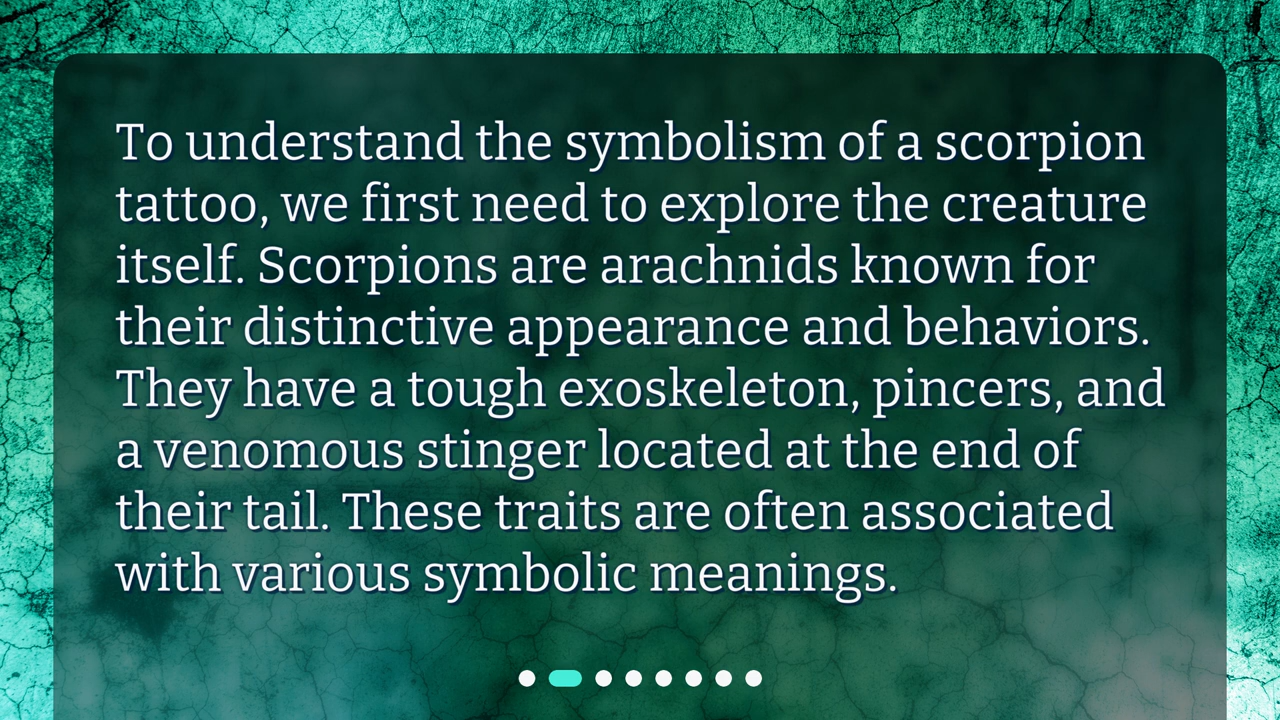 To understand the symbolism of a scorpion
tattoo, we first need to explore the creature
itself. Scorpions are arachnids known for
their distinctive appearance and behaviors.
They have a tough exoskeleton, pincers, and
a venomous stinger located at the end of
their tail. These traits are often associated
with various symbolic meanings.